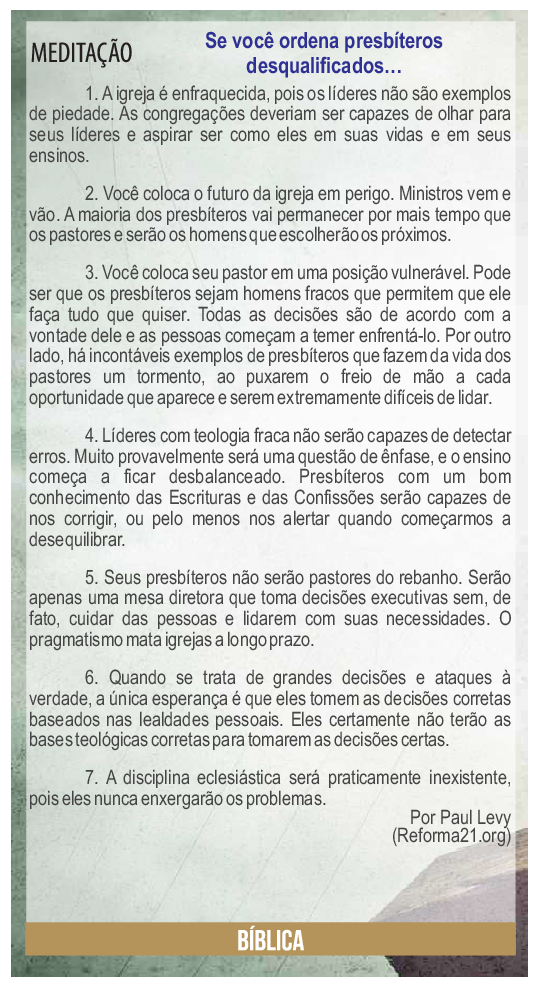 MEDITAÇÃO
Se você ordena presbíteros
desqualificados...
1. A igreja é enfraquecida, pois os líderes não são exemplos
de piedade. As congregações deveriam ser capazes de olhar para
seus líderes e aspirar ser como eles em suas vidas e em seus
ensinos.
2. Você coloca o futuro da igreja em perigo. Ministros vem e
vão. A maioria dos presbíteros vai permanecer por mais tempo que
os pastores e serão os homens que escolherão os próximos.
3. Você coloca seu pastor em uma posição vulnerável. Pode
ser que os presbíteros sejam homens fracos que permitem que ele
faça tudo que quiser. Todas as decisões são de acordo com a
vontade dele e as pessoas começam a temer enfrentá-lo. Por outro
lado, há incontáveis exemplos de presbíteros que fazem da vida dos
pastores um tormento, ao puxarem o freio de mão a cada
oportunidade que aparece e serem extremamente difíceis de lidar.
4. Líderes com teologia fraca não serão capazes de detectar
erros. Muito provavelmente será uma questão de ênfase, e o ensino
começa a ficar desbalanceado. Presbíteros com um bom
conhecimento das Escrituras e das Confissões serão capazes de
nos corrigir, ou pelo menos nos alertar quando começarmos a
desequilibrar.
5. Seus presbíteros não serão pastores do rebanho. Serão
apenas uma mesa diretora que toma decisões executivas sem, de
fato, cuidar das pessoas e lidarem com suas necessidades. O
pragmatismo mata igrejas a longo prazo.
6. Quando se trata de grandes decisões e ataques à
verdade, a única esperança é que eles tomem as decisões corretas
baseados nas lealdades pessoais. Eles certamente não terão as
bases teológicas corretas para tomarem as decisões certas.
7. A disciplina eclesiástica será praticamente inexistente,
pois eles nunca enxergarão os problemas.
Por Paul Levy
(Reforma21.org)
BÍBLICA